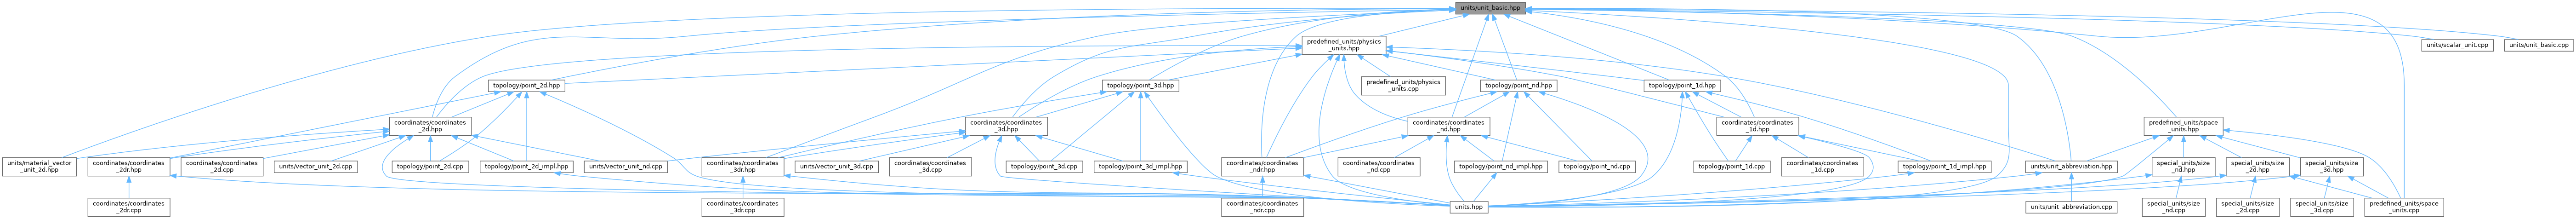 units/unit_basic.hpp
predefined_units/physics
_units.hpp
units/scalar_unit.cpp
units/unit_basic.cpp
topology/point_2d.hpp
topology/point_3d.hpp
predefined_units/physics
_units.cpp
topology/point_nd.hpp
topology/point_1d.hpp
coordinates/coordinates
_2d.hpp
coordinates/coordinates
_3d.hpp
coordinates/coordinates
_nd.hpp
coordinates/coordinates
_1d.hpp
predefined_units/space
_units.hpp
units/material_vector
_unit_2d.hpp
coordinates/coordinates
_2dr.hpp
coordinates/coordinates
_2d.cpp
units/vector_unit_2d.cpp
topology/point_2d.cpp
topology/point_2d_impl.hpp
units/vector_unit_nd.cpp
coordinates/coordinates
_3dr.hpp
units/vector_unit_3d.cpp
coordinates/coordinates
_3d.cpp
topology/point_3d.cpp
topology/point_3d_impl.hpp
coordinates/coordinates
_ndr.hpp
coordinates/coordinates
_nd.cpp
topology/point_nd_impl.hpp
topology/point_nd.cpp
topology/point_1d.cpp
coordinates/coordinates
_1d.cpp
topology/point_1d_impl.hpp
units/unit_abbreviation.hpp
special_units/size
_nd.hpp
special_units/size
_2d.hpp
special_units/size
_3d.hpp
coordinates/coordinates
_2dr.cpp
coordinates/coordinates
_3dr.cpp
coordinates/coordinates
_ndr.cpp
units.hpp
units/unit_abbreviation.cpp
special_units/size
_nd.cpp
special_units/size
_2d.cpp
special_units/size
_3d.cpp
predefined_units/space
_units.cpp